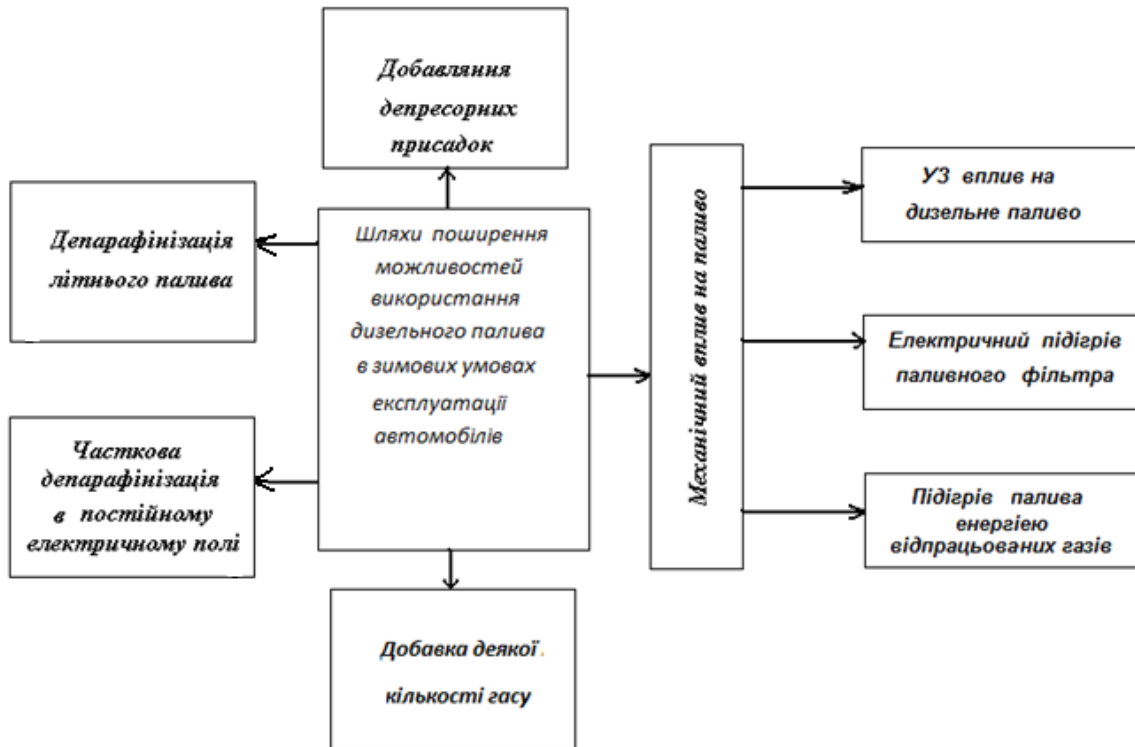 Добавляння
депресорних
присадок
Депарафінізація
літнього палива
Шляхи поширення
можливостей
використання
дизельного палива
в зимових умовах
експлуатації
автомобілів
Часткова
депарафінізація
в постійному
електричному полі
Добавка деякої
кількості гасу
Механічний вплив на паливо
УЗ вплив на
дизельне паливо
Електричний підігрів
паливного фільтра
Підігрів палива
енергією
відпрацьованих газів